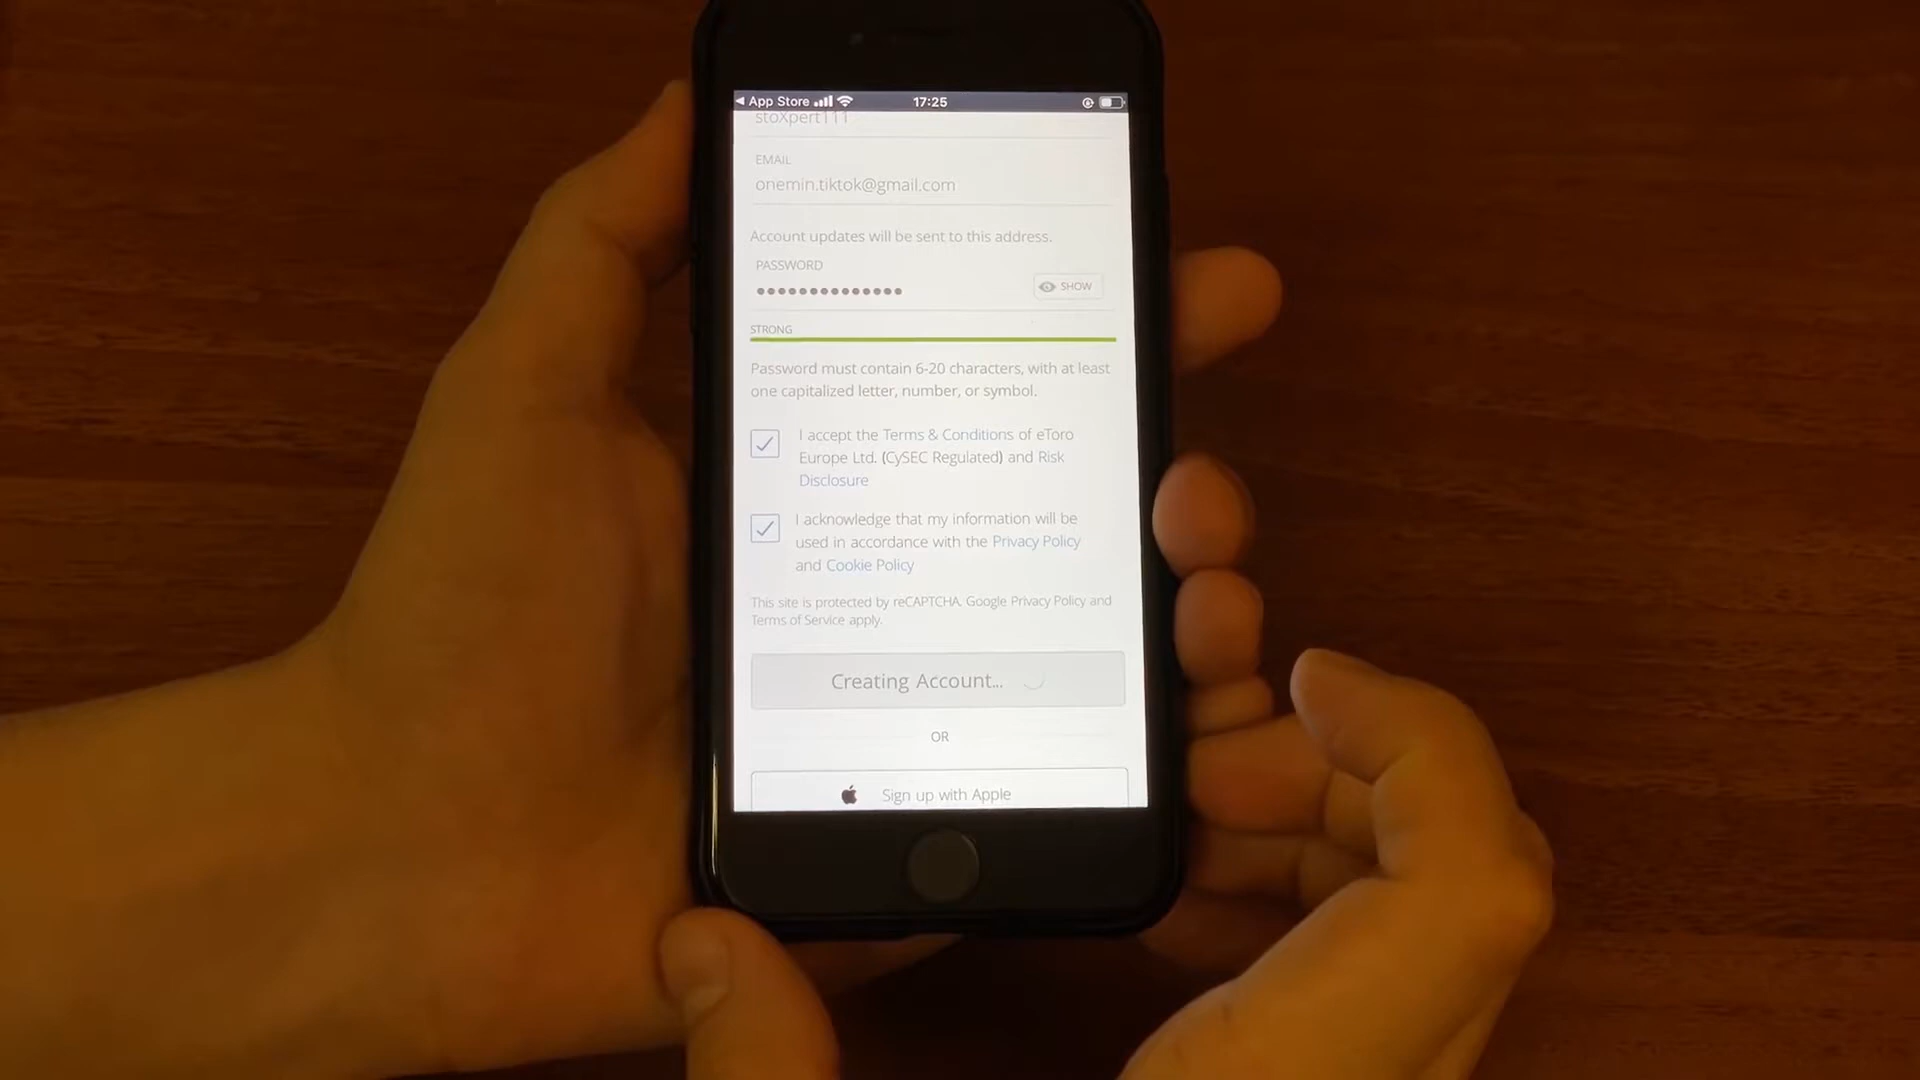 App Store
17:25
stoXpert111
EMAIL
onemin.tiktok@gmail.com
Account updates will be sent to this address.
PASSWORD
SHOW
STRONG
Password must contain 6-20 characters, with at least
one capitalized letter, number, or symbol.
I accept the Terms & Conditions of eToro
Europe Ltd. (CySEC Regulated) and Risk
Disclosure
I acknowledge that my information will be
used in accordance with the Privacy Policy
and Cookie Policy
This site is protected by reCAPTCHA. Google Privacy Policy and
Terms of Service apply.
Creating Account...
OR
Sign up with Apple